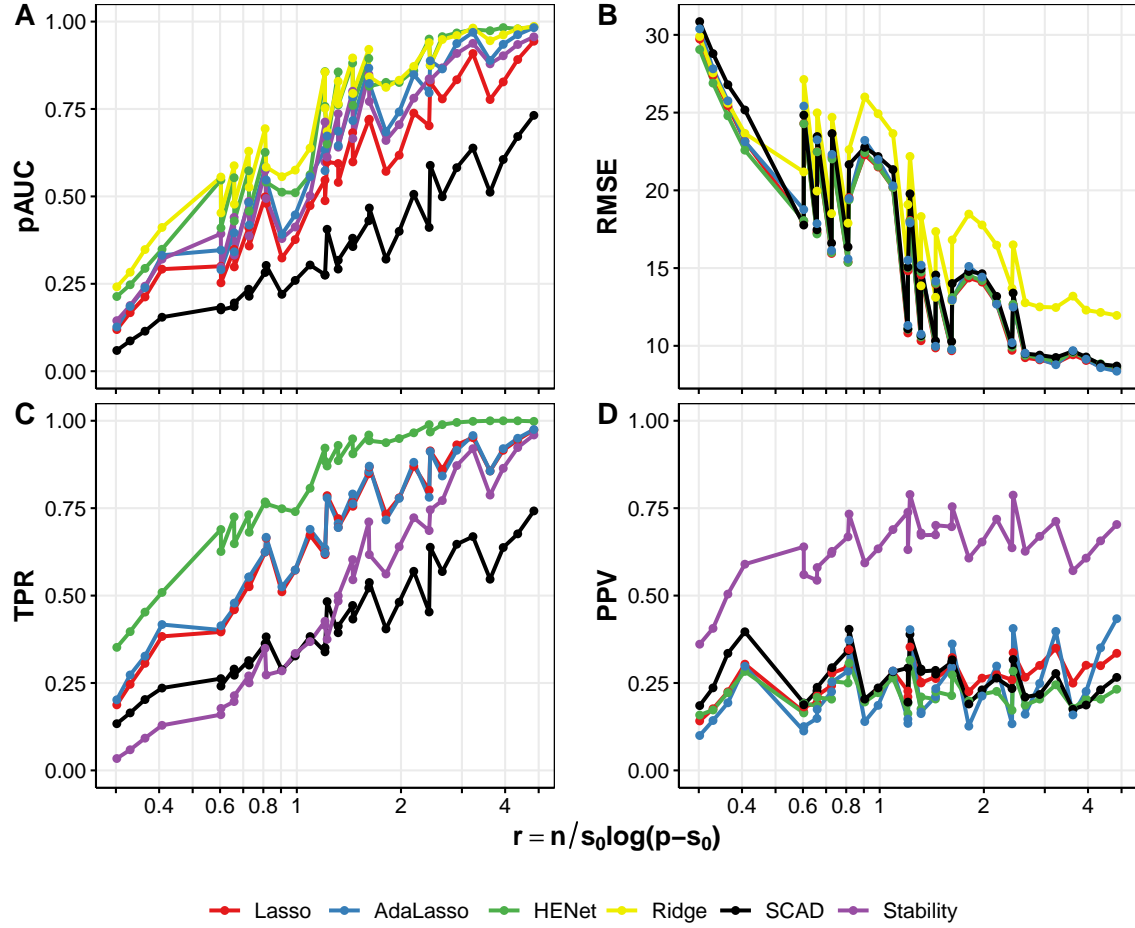 A
B
pAUC
1.00
0.75
0.50
0.25
0.00
RMSE
30
25
20
15
10
C
D
TPR
1.00
0.75
0.50
0.25
0.00
PPV
1.00
0.75
0.50
0.25
0.00
0.4 0.6 0.8 1 2 4
0.4 0.6 0.8 1 2 4
r = n/s₀log(p−s₀)
Lasso AdaLasso HENet Ridge SCAD Stability